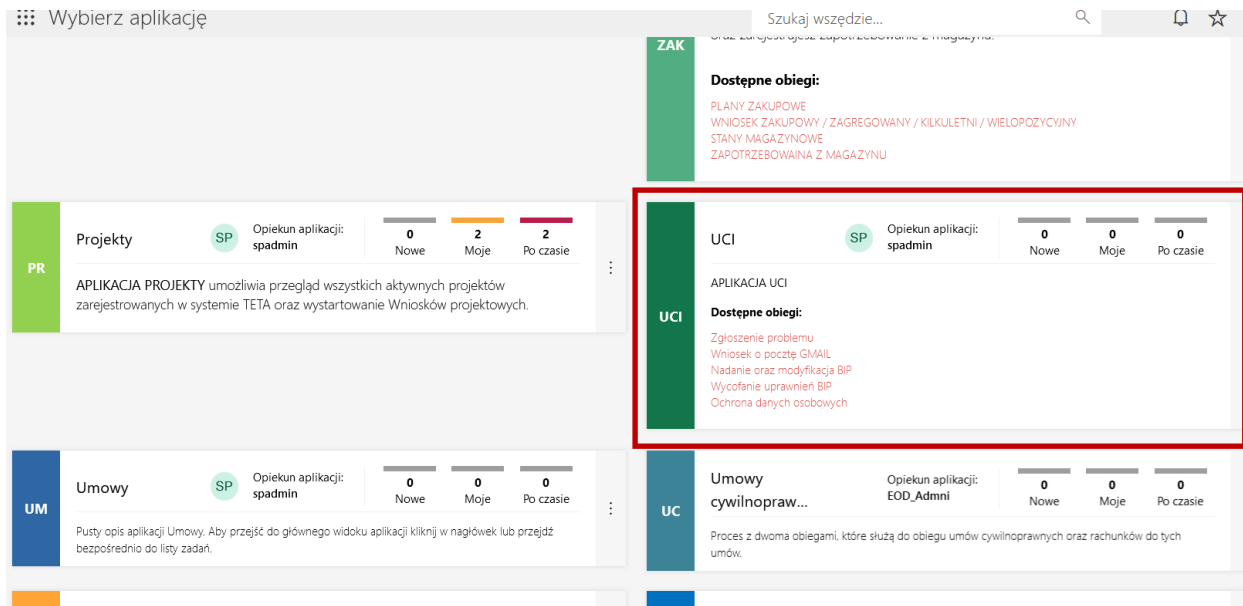 Wybierz aplikację
Szukaj wszędzie...
ZAK
oraz zarejestrujesz zapotrzebowanie z magazynu.
Dostępne obiegi:
PLANY ZAKUPOWE
WNIOSEK ZAKUPOWY / ZAGREGOWANY / KILKULETNI / WIELOPOZYCYJNY
STANY MAGAZYNOWE
ZAPOTRZEBOWAINA Z MAGAZYNU
PR
Projekty
SP
Opiekun aplikacji:
spadmin
0
Nowe
2
Moje
2
Po czasie
APLIKACJA PROJEKTY umożliwia przegląd wszystkich aktywnych projektów
zarejestrowanych w systemie TETA oraz wystartowanie Wniosków projektowych.
UCI
UCI
SP
Opiekun aplikacji:
spadmin
0
Nowe
0
Moje
0
Po czasie
APLIKACJA UCI
Dostępne obiegi:
Zgłoszenie problemu
Wniosek o pocztę GMAIL
Nadanie oraz modyfikacja BIP
Wycofanie uprawnień BIP
Ochrona danych osobowych
UM
Umowy
SP
Opiekun aplikacji:
spadmin
0
Nowe
0
Moje
0
Po czasie
Pusty opis aplikacji Umowy. Aby przejść do głównego widoku aplikacji kliknij w nagłówek lub przejdź
bezpośrednio do listy zadań.
UC
Umowy
cywilnopraw...
Opiekun aplikacji:
EOD_Admni
0
Nowe
0
Moje
0
Po czasie
Proces z dwoma obiegami, które służą do obiegu umów cywilnoprawnych oraz rachunków do tych
umów.